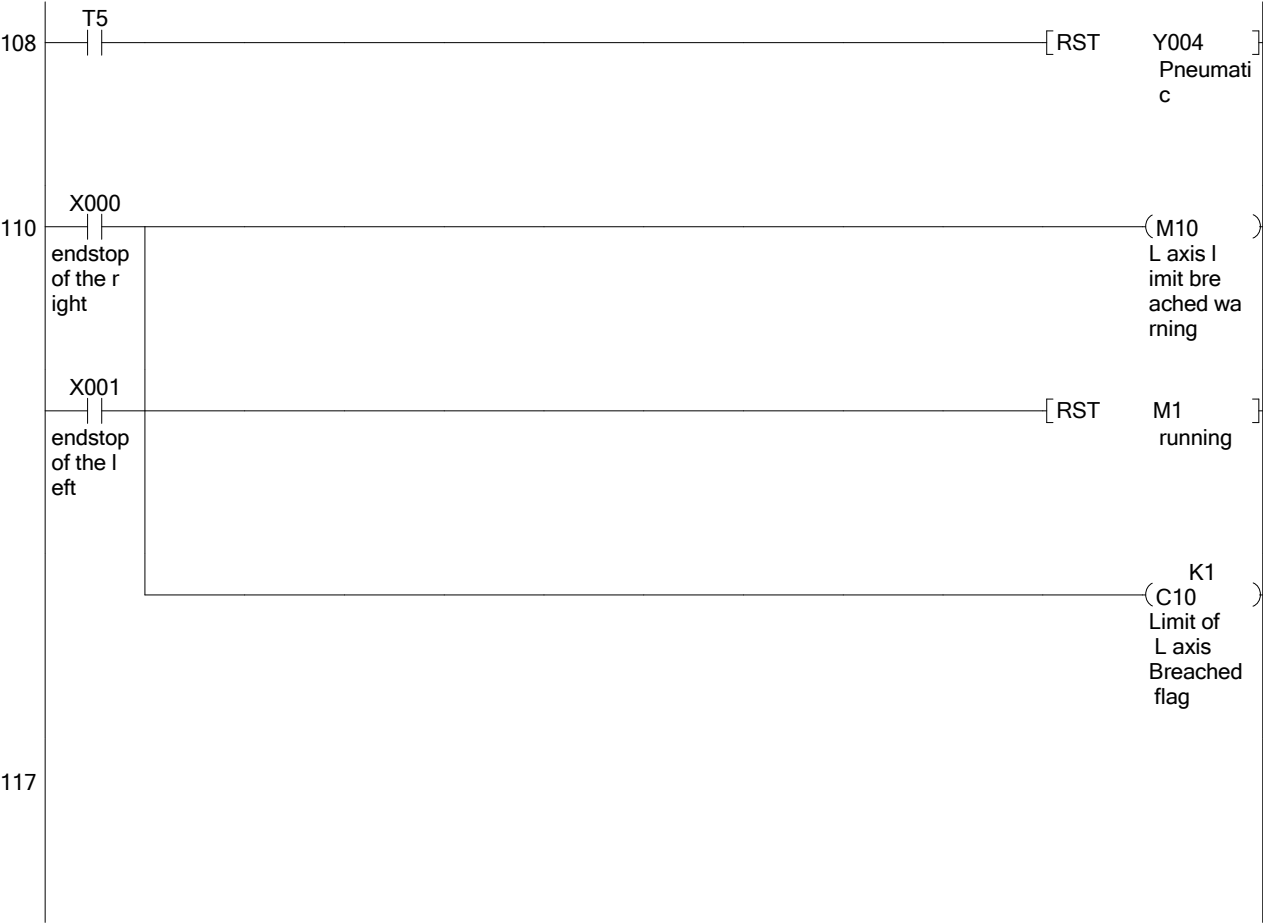 T5
108
RST Y004
Pneumati
c
X000
110
M10
endstop
of the r
ight
L axis l
imit bre
ached wa
rning
X001
RST M1
endstop
of the l
eft
running
K1
C10
Limit of
L axis
Breached
flag
117